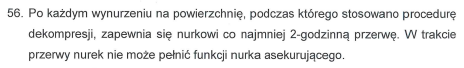 56. Po każdym wynurzeniu na powierzchnię, podczas którego stosowano procedurę
dekompresji, zapewnia się nurkowi co najmniej 2-godzinną przerwę. W trakcie
przerwy nurek nie może pełnić funkcji nurka asekurującego.